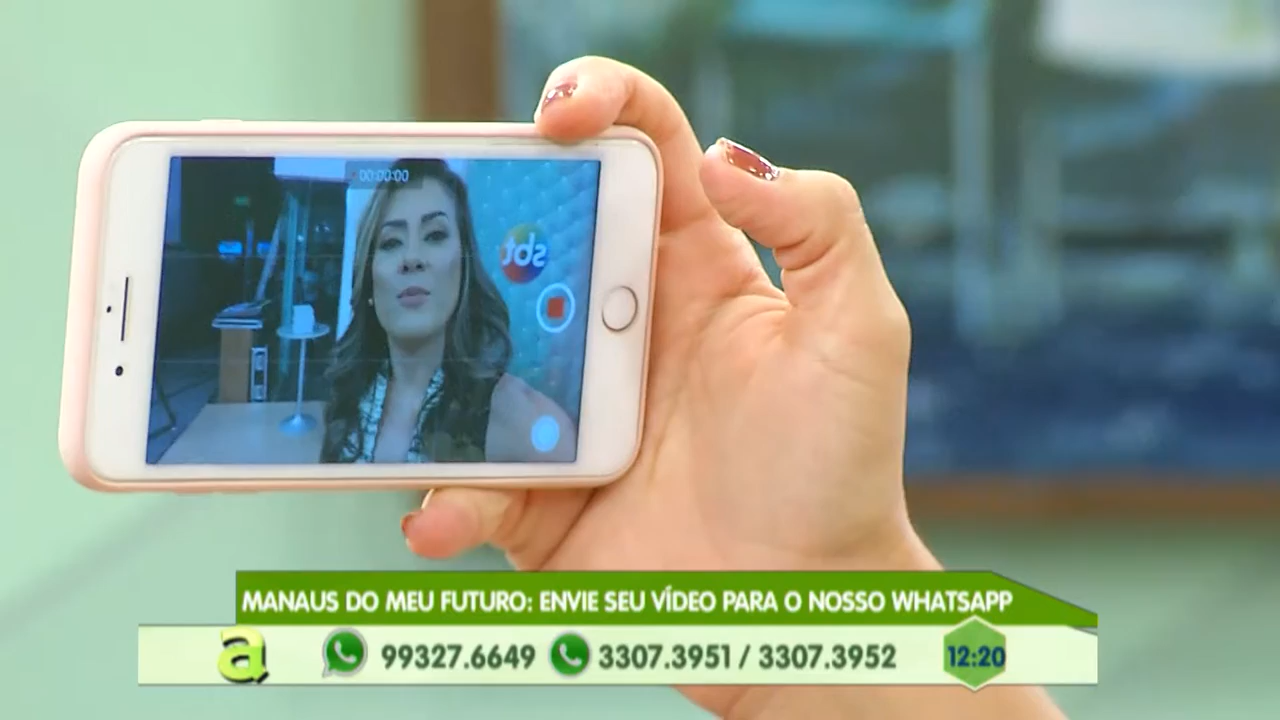 00:00:00
sbt
MANAUS DO MEU FUTURO: ENVIE SEU VÍDEO PARA O NOSSO WHATSAPP
a 99327.6649 3307.3951 / 3307.3952 12:20